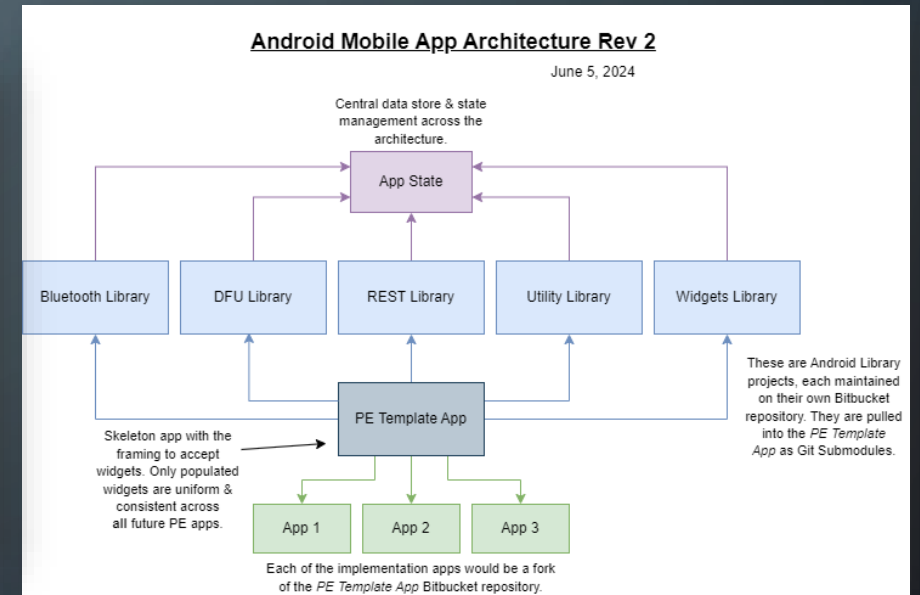 Android Mobile App Architecture Rev 2
June 5, 2024
Central data store & state
management across the
architecture.
App State
Bluetooth Library
DFU Library
REST Library
Utility Library
Widgets Library
These are Android Library
projects, each maintained
on their own Bitbucket
repository. They are pulled
into the PE Template
App as Git Submodules.
PE Template App
Skeleton app with the
framing to accept
widgets. Only populated
widgets are uniform &
consistent across
all future PE apps.
App 1
App 2
App 3
Each of the implementation apps would be a fork
of the PE Template App Bitbucket repository.